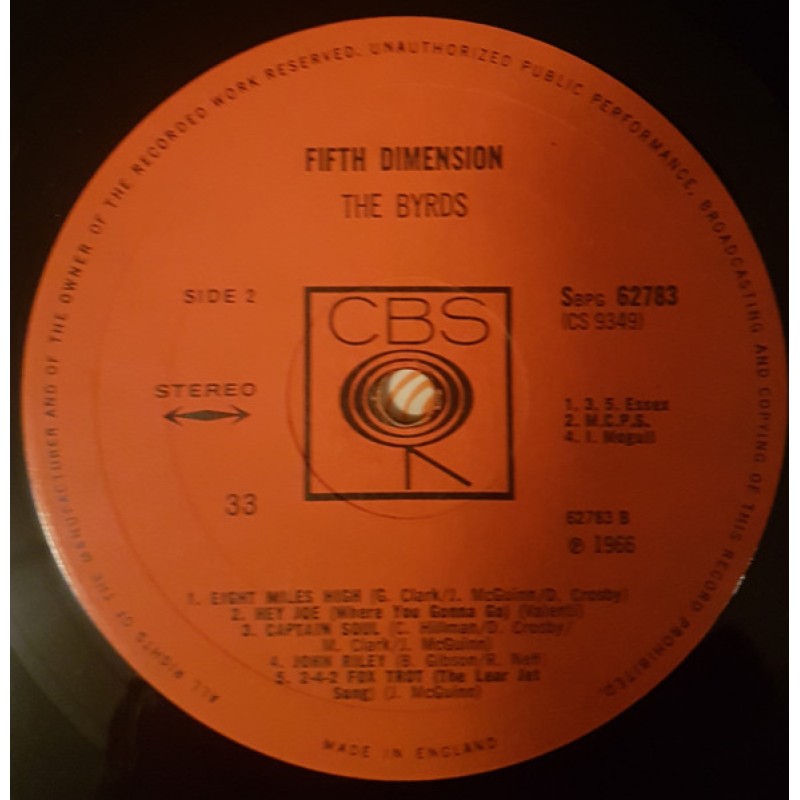 ALL RIGHTS OF THE MANUFACTURER AND OF THE OWNER OF THE RECORDED WORK RESERVED. UNAUTHORIZED PUBLIC PERFORMANCE, BROADCASTING AND COPYING OF THIS RECORD PROHIBITED.
FIFTH DIMENSION
THE BYRDS
SIDE 2
CBS
SBPG 62783
(CS 9349)
STEREO
1. 3. 5. Essex
2. M.C.P.S.
4. I. Mcgull
33
62783 B
℗ 1966
1. EIGHT MILES HIGH (G. Clark/J. McGuinn/D. Crosby)
2. HEY JOE (Where You Gonna Go) (Valenti)
3. CAPTAIN SOUL (C. Hillman/D. Crosby/
M. Clark/J. McGuinn)
4. JOHN RILEY (B. Gibson/R. Neff)
5. 2-4-2 FOX TROT (The Lear Jet
Song) (J. McGuinn)
MADE IN ENGLAND